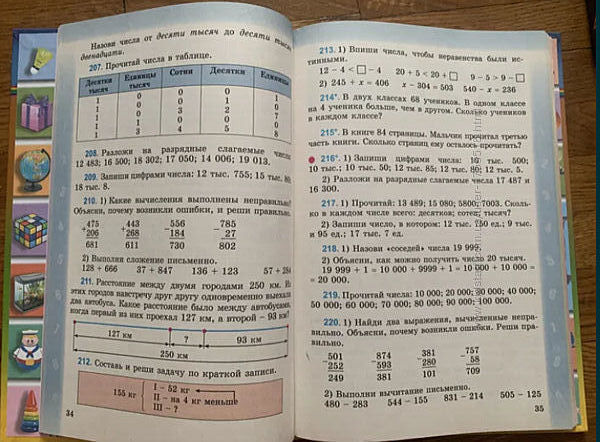 Назови числа от десяти тысяч до десяти тысяч
двенадцати.
207. Прочитай числа в таблице.
Десятки тысяч Единицы тысяч Сотни Десятки Единицы
1 0 0 0
1 0 0 1 0
1 0 3 2
1 1 0 0
1 3 4 5 8
208. Разложи на разрядные слагаемые числа
12 483; 16 500; 18 302; 17 050; 14 006; 19 013.
209. Запиши цифрами числа: 12 тыс. 755; 15 тыс. 80;
18 тыс. 8.
210. 1) Какие вычисления выполнены неправильно?
Объясни, почему возникли ошибки, и реши правильно.
+475 +443 +556 785
206 268 184 27
681 611 730 802
2) Выполни сложение письменно.
128 + 666 37 + 847 136 + 123 57 + 284
211. Расстояние между двумя городами 250 км. Из
этих городов навстречу друг другу одновременно выехали
два автобуса. Какое расстояние было между автобусами,
когда первый из них проехал 127 км, а второй – 93 км?
127 км ? 93 км
250 км
212. Составь и реши задачу по краткой записи.
155 кг
I – 52 кг
II – на 4 кг меньше
III – ?
34
213. 1) Впиши числа, чтобы неравенства были ис-
тинными.
12 – 4 < □ – 4 20 + 5 < 20 + □ 9 – 5 > 9 – □
2) 245 + x = 406 x – 304 = 503 540 – x = 236
214*. В двух классах 68 учеников. В одном классе
на 4 ученика больше, чем в другом. Сколько учеников
в каждом классе?
215*. В книге 84 страницы. Мальчик прочитал третью
часть книги. Сколько страниц ему осталось прочитать?
216*. 1) Запиши цифрами числа: 10 тыс. 500;
10 тыс.; 10 тыс. 50; 12 тыс. 85; 12 тыс. 80; 12 тыс. 5.
2) Разложи на разрядные слагаемые числа 17 487 и
16 300.
217. 1) Прочитай: 13 489; 15 080; 5800; 7003. Сколь-
ко в каждом числе всего: десятков; сотен; тысяч?
2) Запиши число, в котором: 12 тыс. 750 ед.; 9 тыс.
и 95 ед.; 17 тыс. 7 ед.
218. 1) Назови «соседей» числа 19 999.
2) Объясни, как можно получить число 20 тысяч.
19 999 + 1 = 10 000 + 9999 + 1 = 10 000 + 10 000 =
= 20 000.
219. Прочитай числа: 10 000; 20 000; 30 000; 40 000;
50 000; 60 000; 70 000; 80 000; 90 000; 100 000.
220. 1) Найди два выражения, вычисленные непра-
вильно. Объясни, почему возникли ошибки. Реши пра-
вильно.
–501 –874 –381 –757
252 593 280 58
249 381 101 709
2) Выполни вычитание письменно.
480 – 283 544 – 155 831 – 214 505 – 125
35